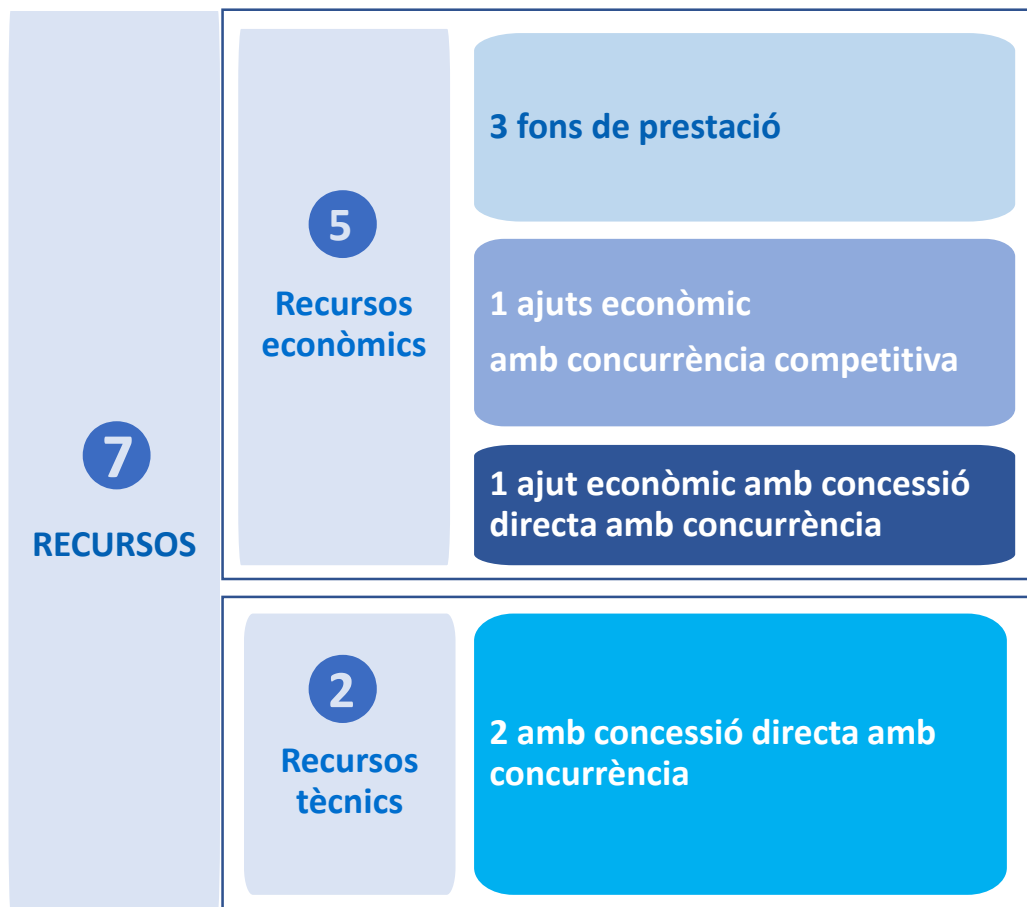 7
RECURSOS
5
Recursos
econòmics
3 fons de prestació
1 ajuts econòmic
amb concurrència competitiva
1 ajut econòmic amb concessió
directa amb concurrència
2
Recursos
tècnics
2 amb concessió directa amb
concurrència